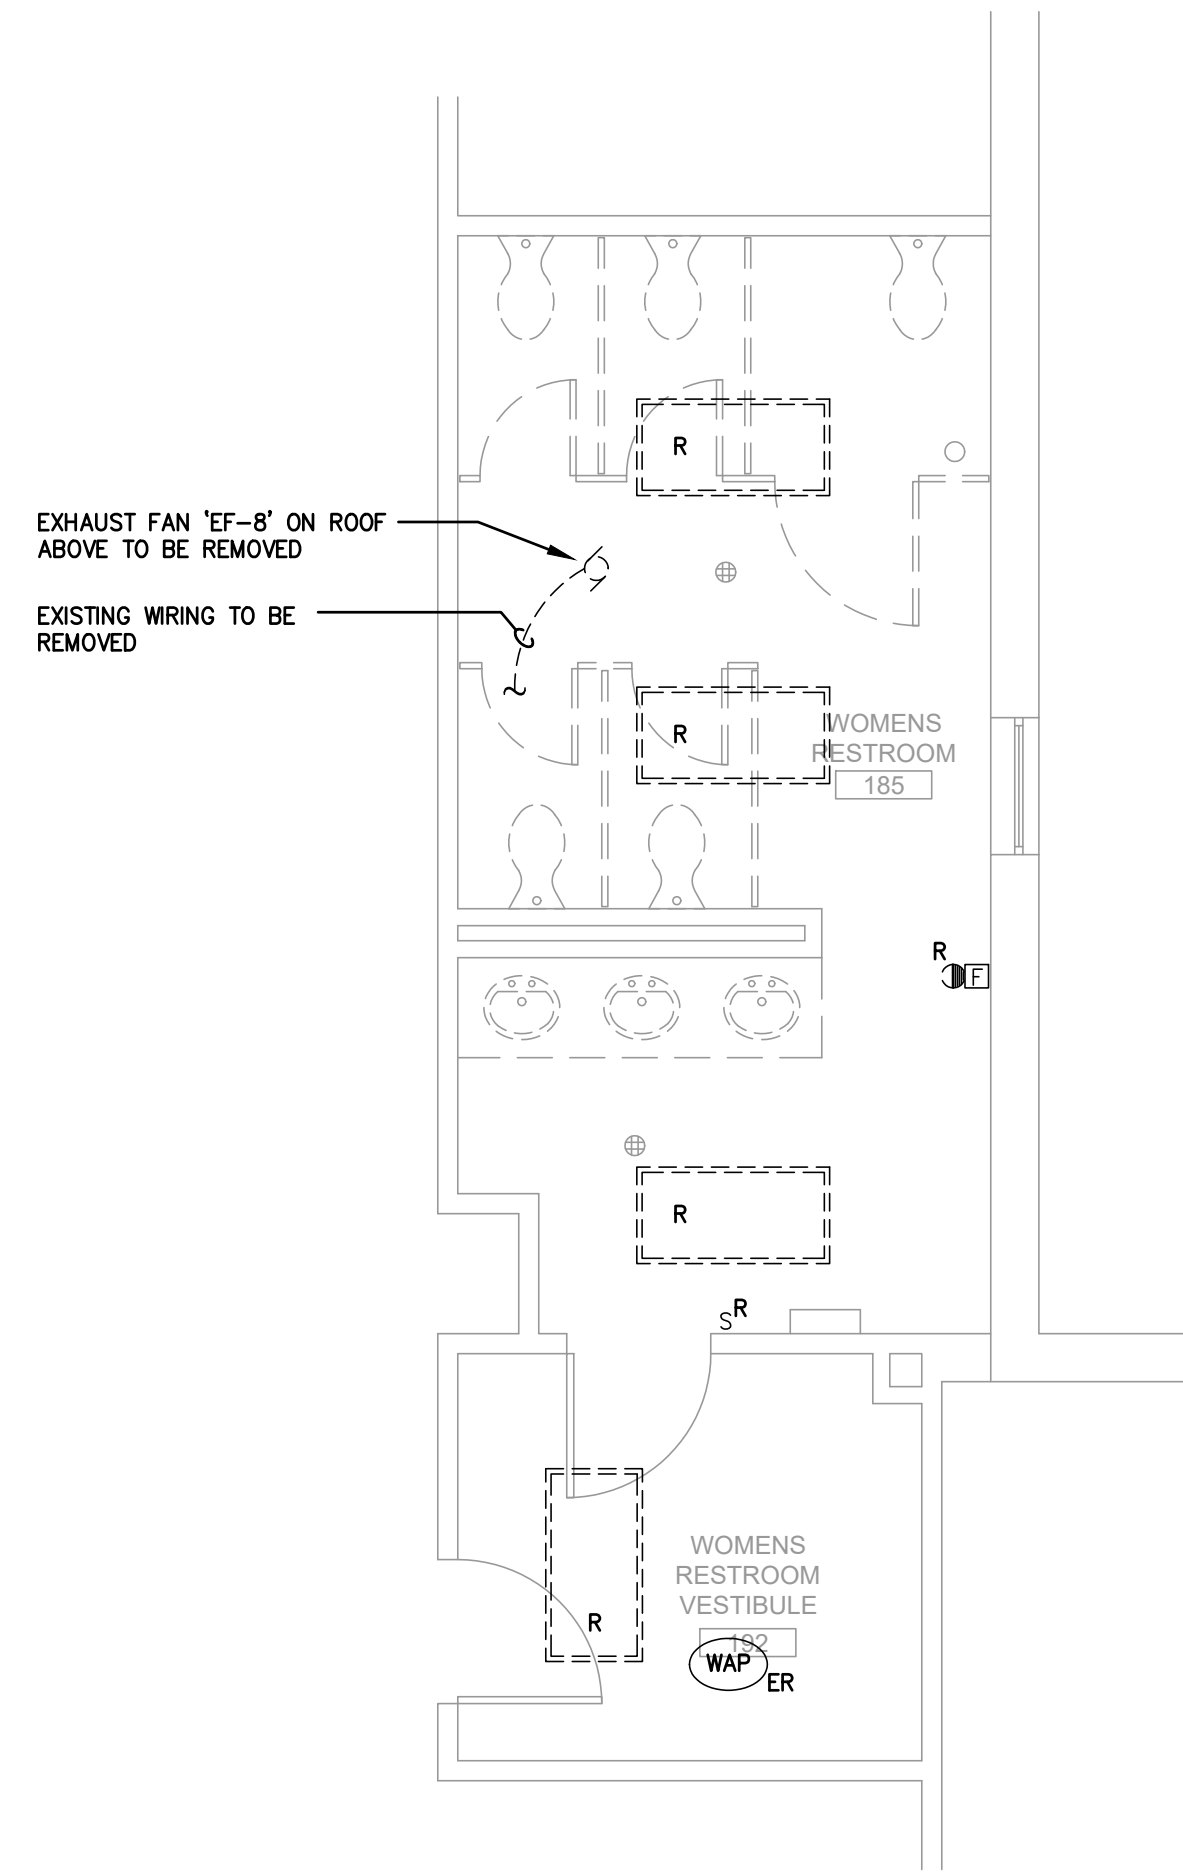 R
EXHAUST FAN 'EF-8' ON ROOF
ABOVE TO BE REMOVED
EXISTING WIRING TO BE
REMOVED
R
WOMENS
RESTROOM
185
R
F
R
S R
WOMENS
RESTROOM
VESTIBULE
192
R
WAP
ER